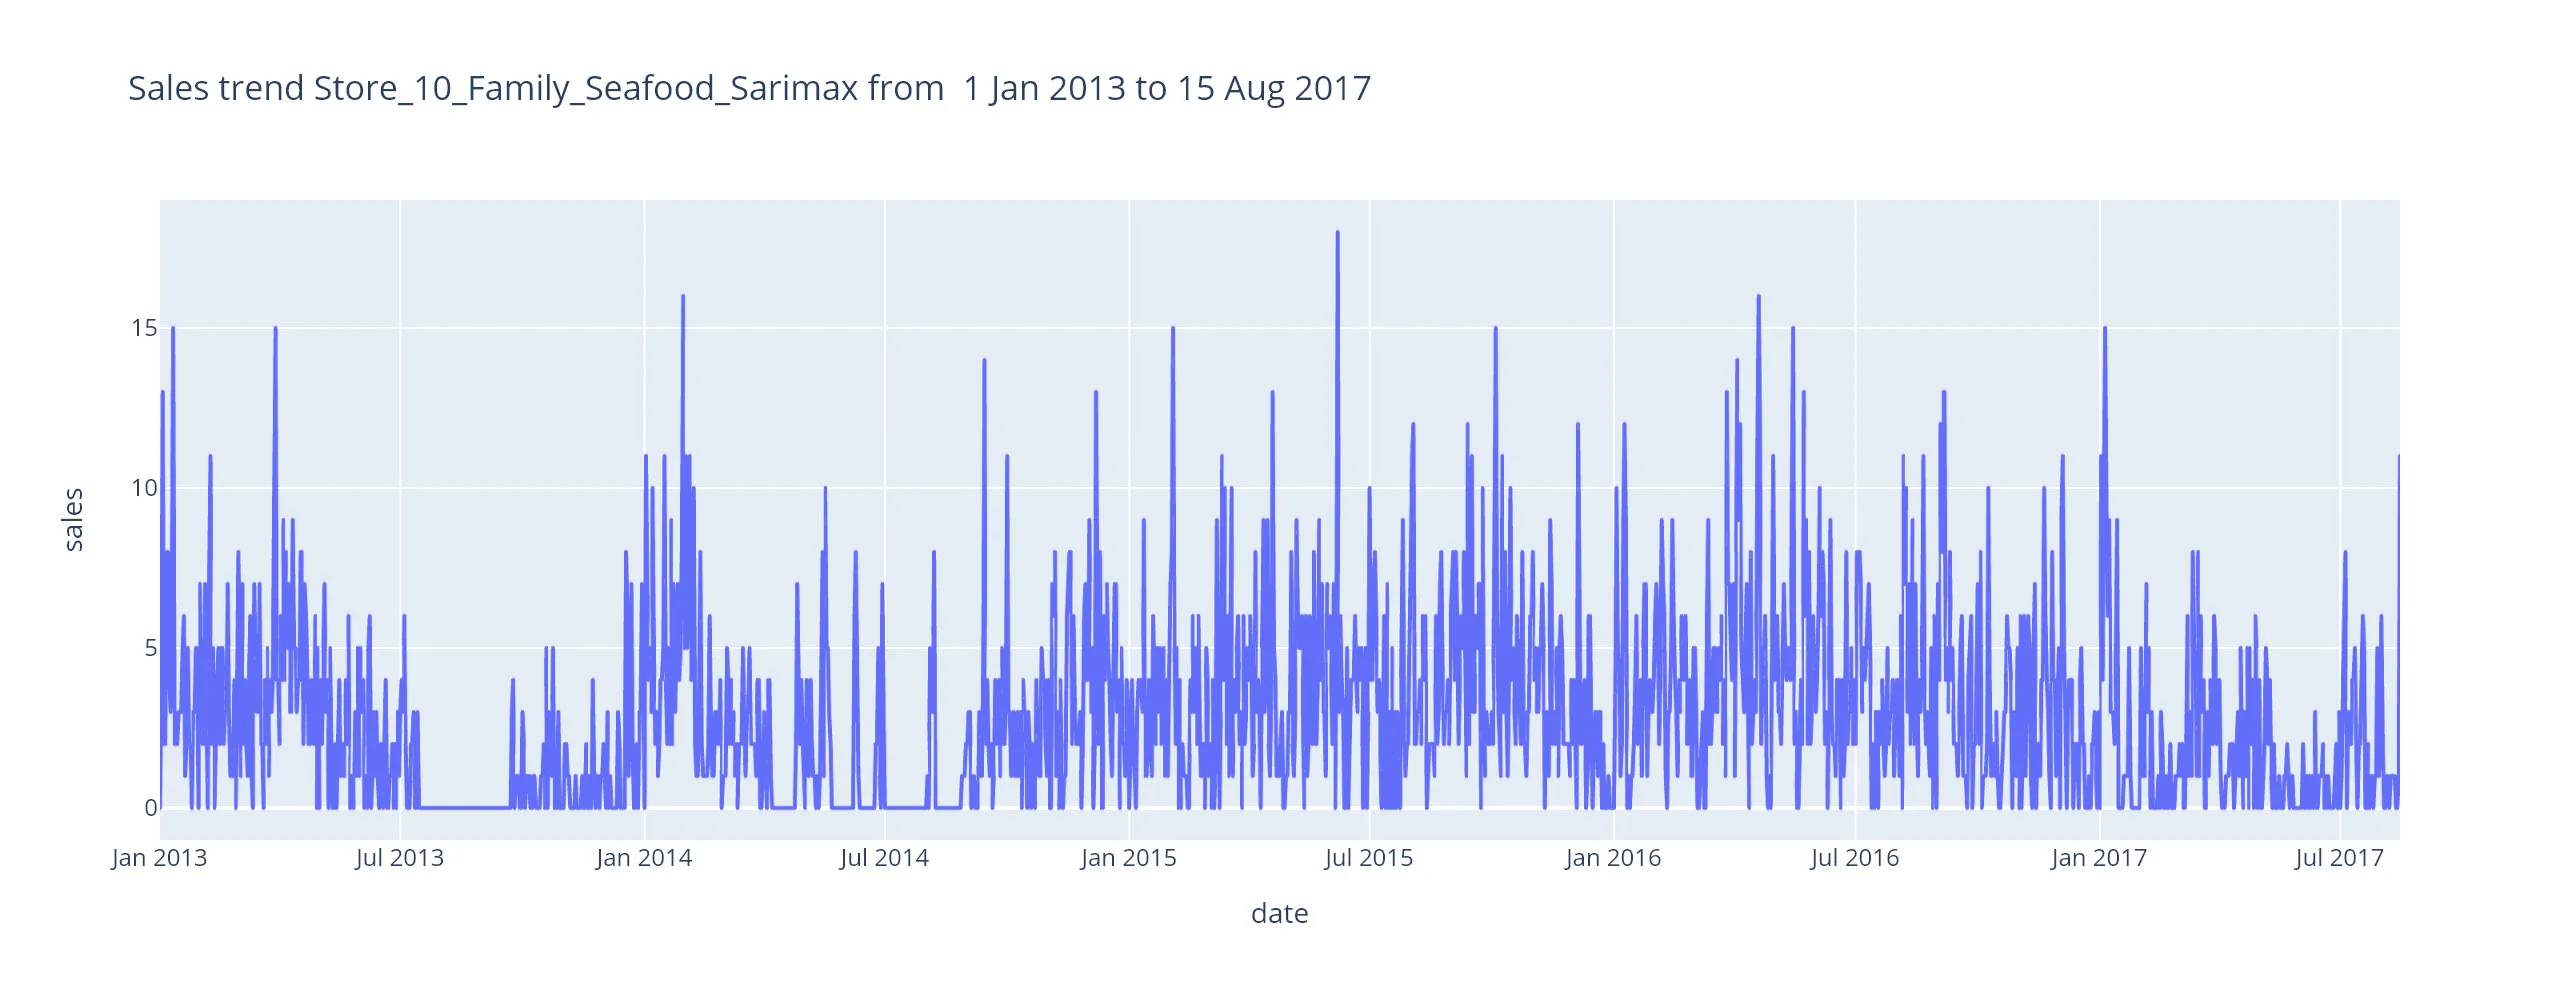 Sales trend Store_10_Family_Seafood_Sarimax from  1 Jan 2013 to 15 Aug 2017
15
10
5
0
sales
Jan 2013 Jul 2013 Jan 2014 Jul 2014 Jan 2015 Jul 2015 Jan 2016 Jul 2016 Jan 2017 Jul 2017
date